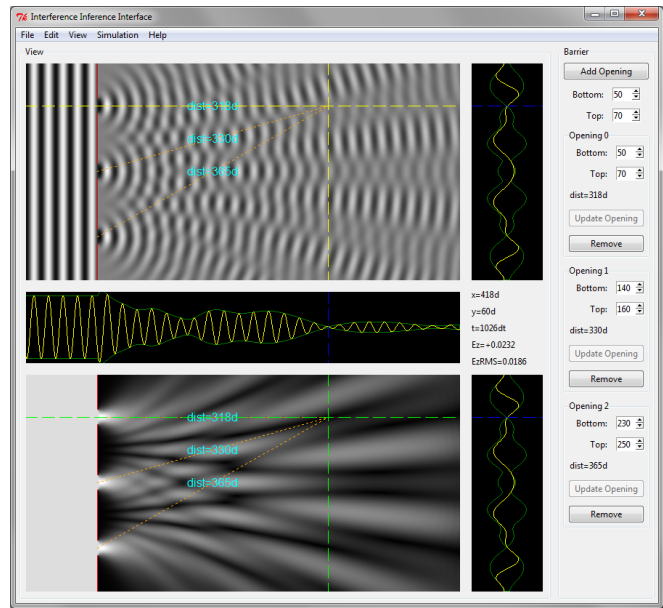 Interference Inference Interface
File Edit View Simulation Help
View
dist=318d
dist=330d
dist=365d
x=418d
y=60d
t=1026dt
Ez=+0.0232
EzRMS=0.0186
dist=318d
dist=330d
dist=365d
Barrier
Add Opening
Bottom: 50
Top: 70
Opening 0
Bottom: 50
Top: 70
dist=318d
Update Opening
Remove
Opening 1
Bottom: 140
Top: 160
dist=330d
Update Opening
Remove
Opening 2
Bottom: 230
Top: 250
dist=365d
Update Opening
Remove